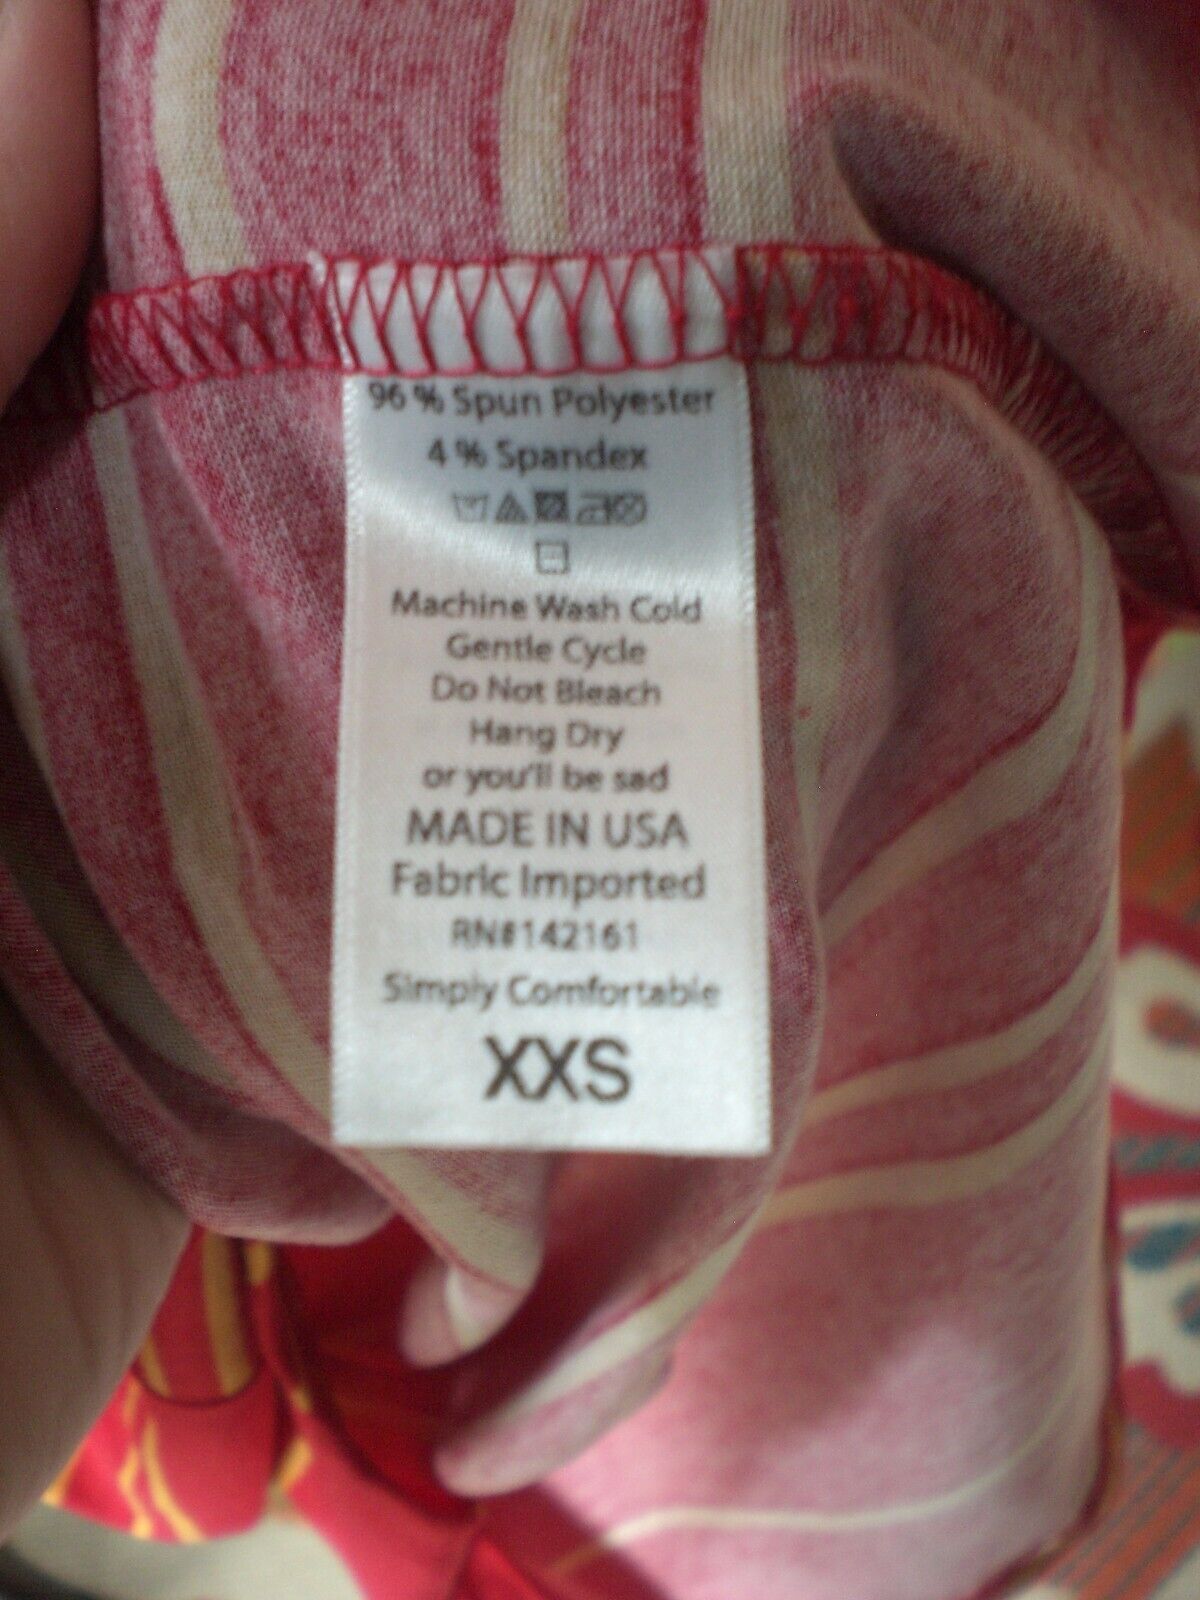 96 % Spun Polyester
4 % Spandex
Machine Wash Cold
Gentle Cycle
Do Not Bleach
Hang Dry
or you'll be sad
MADE IN USA
Fabric Imported
RN#142161
Simply Comfortable
XXS